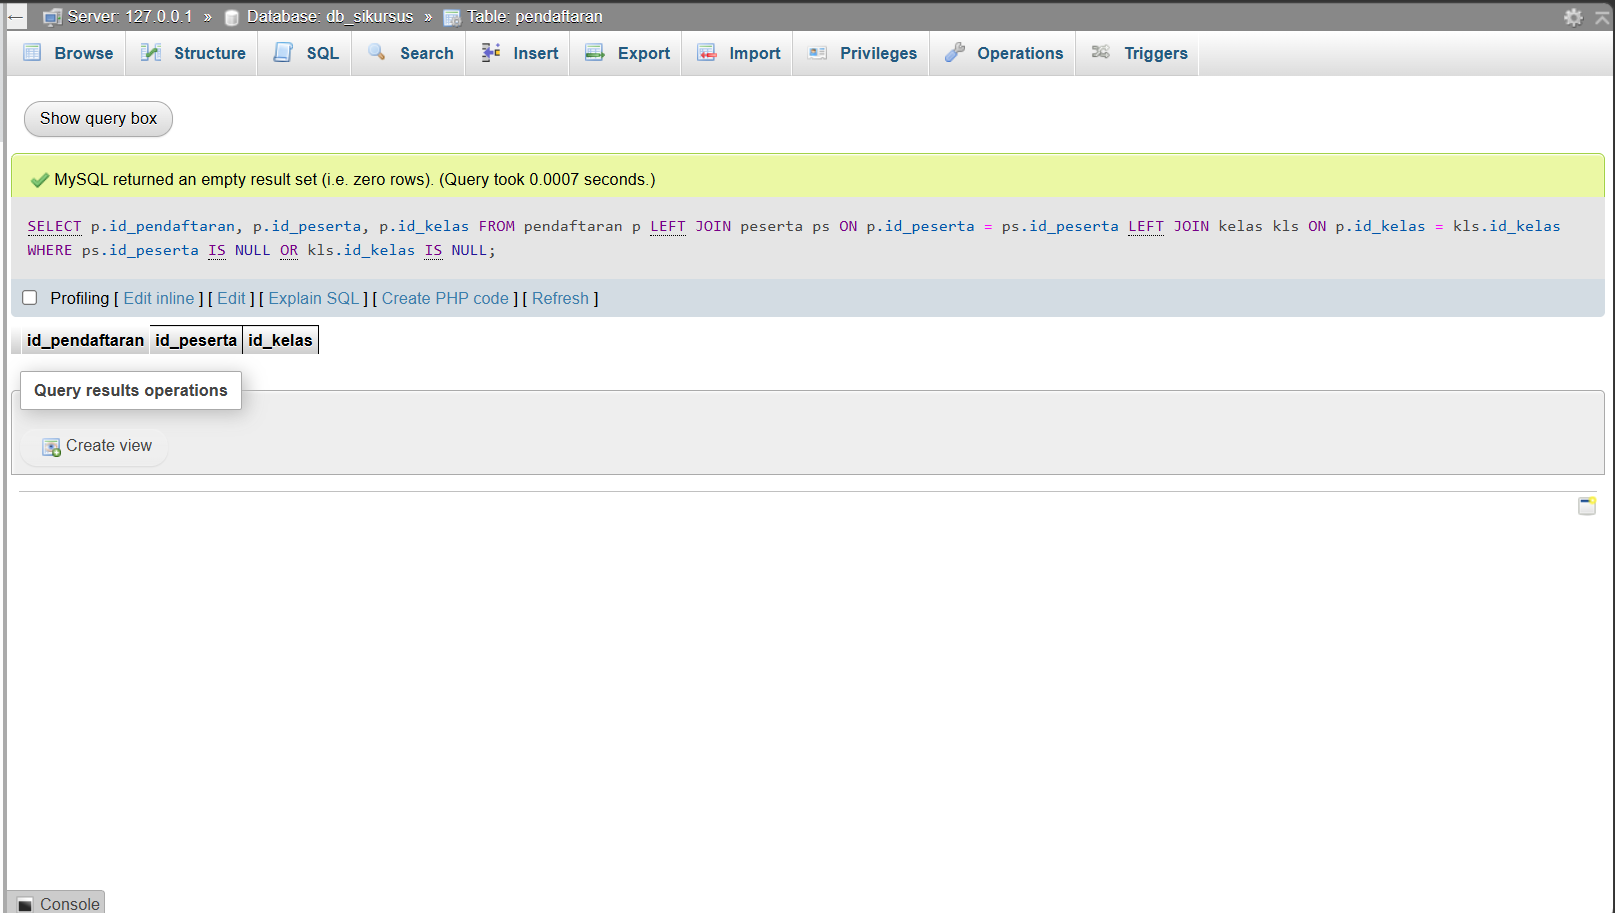 Server: 127.0.0.1 » Database: db_sikursus » Table: pendaftaran
Browse Structure SQL Search Insert Export Import Privileges Operations Triggers
Show query box
MySQL returned an empty result set (i.e. zero rows). (Query took 0.0007 seconds.)
SELECT p.id_pendaftaran, p.id_peserta, p.id_kelas FROM pendaftaran p LEFT JOIN peserta ps ON p.id_peserta = ps.id_peserta LEFT JOIN kelas kls ON p.id_kelas = kls.id_kelas
WHERE ps.id_peserta IS NULL OR kls.id_kelas IS NULL;
Profiling [ Edit inline ] [ Edit ] [ Explain SQL ] [ Create PHP code ] [ Refresh ]
id_pendaftaran id_peserta id_kelas
Query results operations
Create view
Console